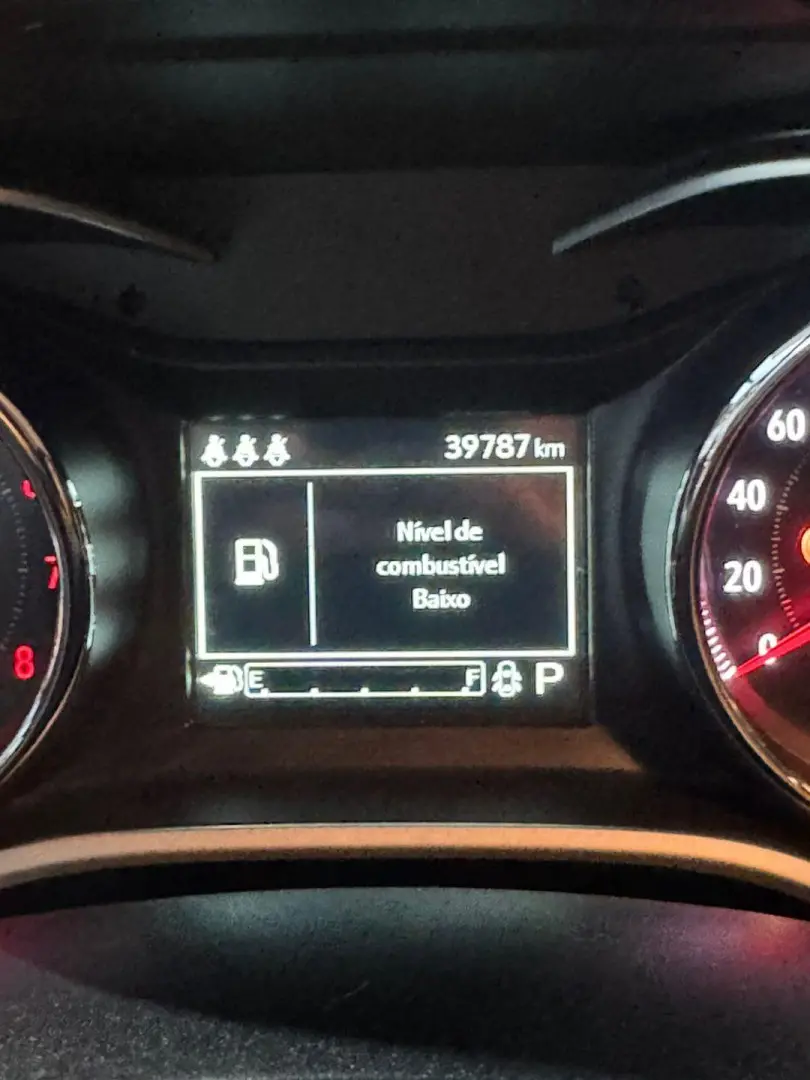 39787 km
Nível de
combustível
Baixo
E F P
7
8
60
40
20
0